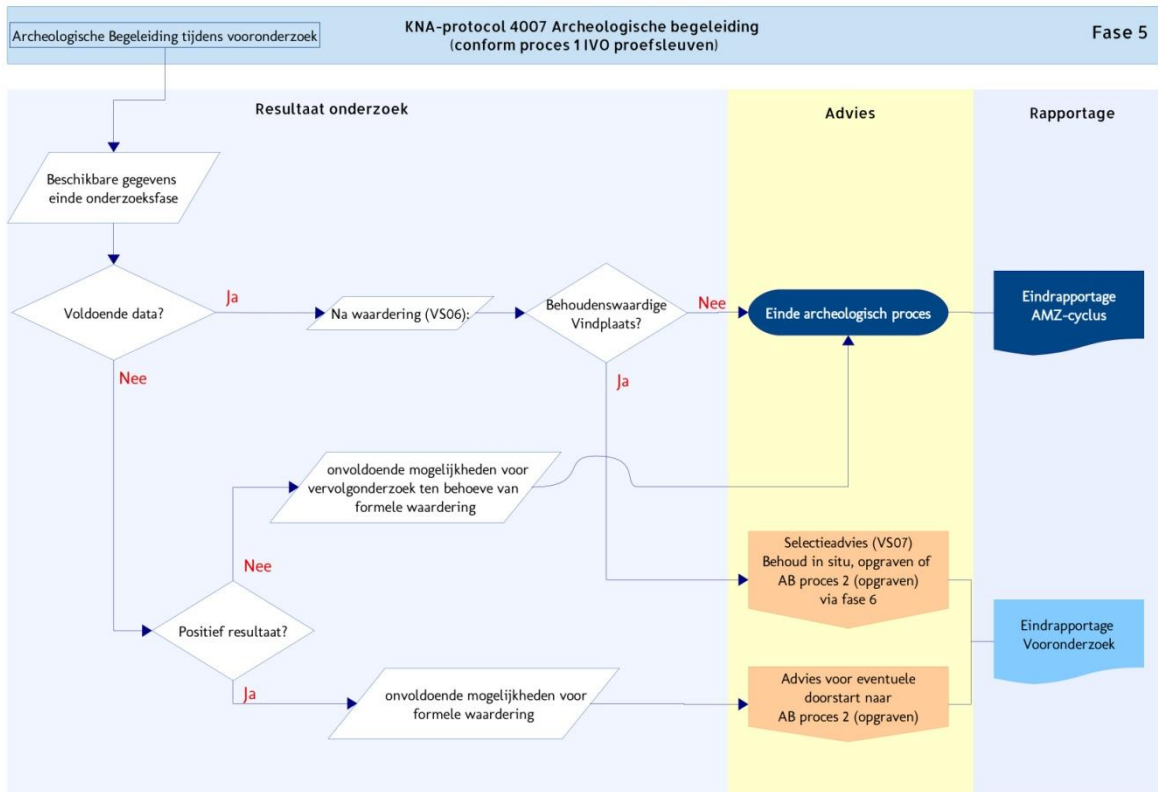 Archeologische Begeleiding tijdens vooronderzoek
KNA-protocol 4007 Archeologische begeleiding
(conform proces 1 IVO proefsleuven)
Fase 5
Resultaat onderzoek
Advies
Rapportage
Beschikbare gegevens
einde onderzoeksfase
Voldoende data?
Ja
Na waardering (VS06):
Behoudenswaardige
Vindplaats?
Nee
Einde archeologisch proces
Eindrapportage
AMZ-cyclus
Nee
Ja
onvoldoende mogelijkheden voor
vervolgonderzoek ten behoeve van
formele waardering
Nee
Selectieadvies (VS07)
Behoud in situ, opgraven of
AB proces 2 (opgraven)
via fase 6
Positief resultaat?
Eindrapportage
Vooronderzoek
Ja
onvoldoende mogelijkheden voor
formele waardering
Advies voor eventuele
doorstart naar
AB proces 2 (opgraven)